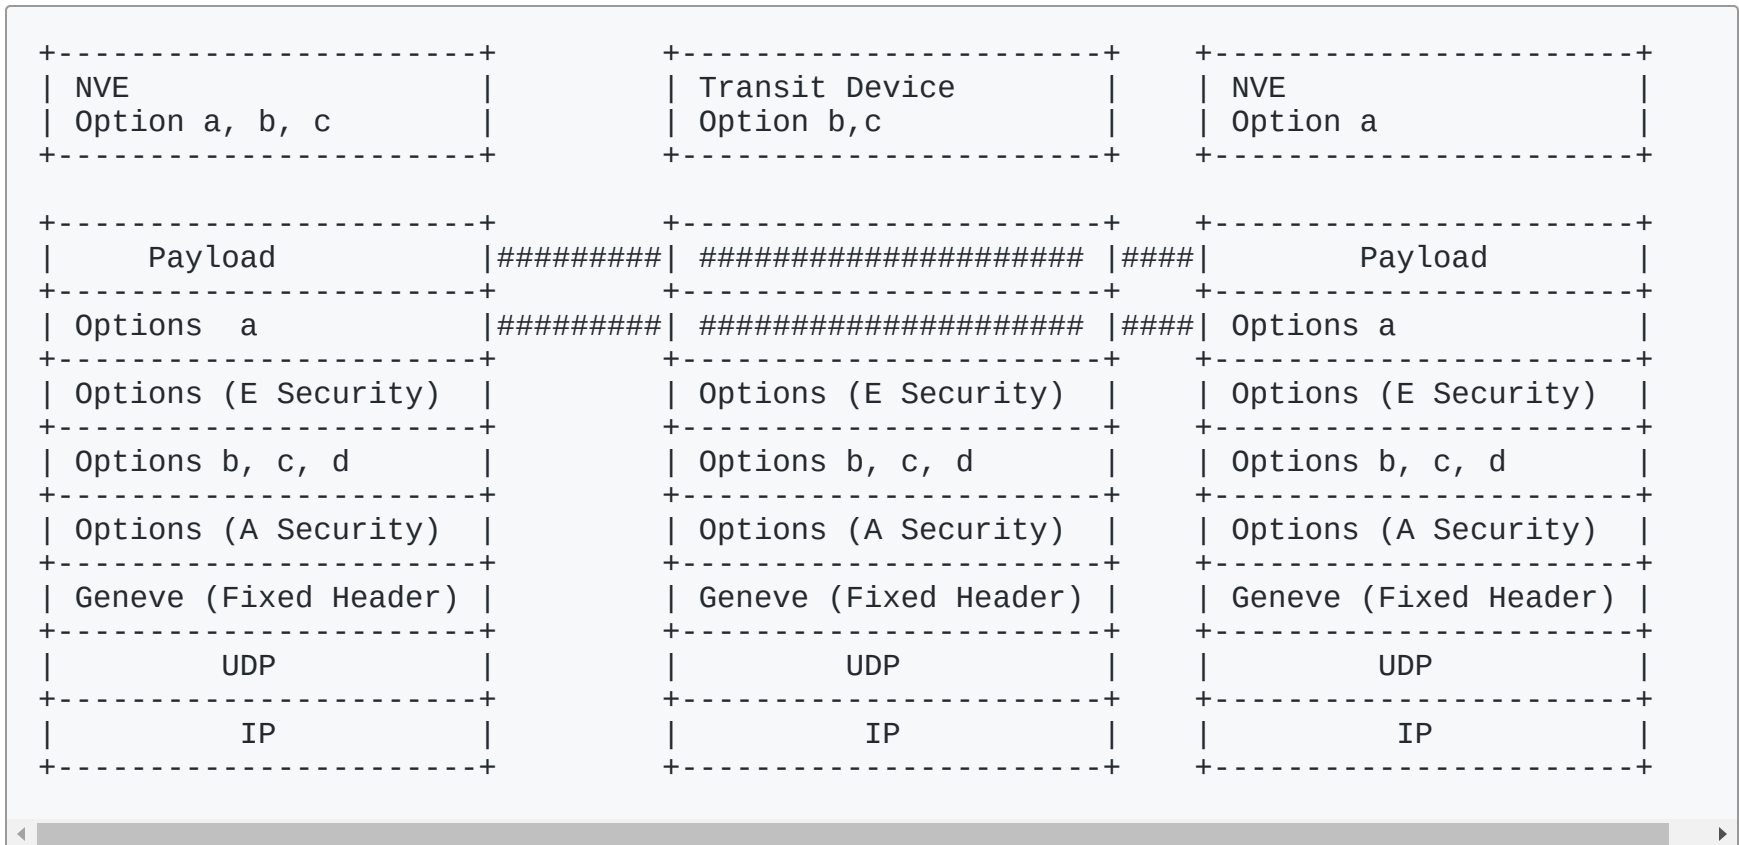 +-----------------------+         +-----------------------+    +-----------------------+
| NVE                   |         | Transit Device        |    | NVE                   |
| Option a, b, c        |         | Option b,c            |    | Option a              |
+-----------------------+         +-----------------------+    +-----------------------+

+-----------------------+         +-----------------------+    +-----------------------+
|     Payload           |#########| ##################### |####|        Payload        |
+-----------------------+         +-----------------------+    +-----------------------+
| Options  a            |#########| ##################### |####| Options a             |
+-----------------------+         +-----------------------+    +-----------------------+
| Options (E Security)  |         | Options (E Security)  |    | Options (E Security)  |
+-----------------------+         +-----------------------+    +-----------------------+
| Options b, c, d       |         | Options b, c, d       |    | Options b, c, d       |
+-----------------------+         +-----------------------+    +-----------------------+
| Options (A Security)  |         | Options (A Security)  |    | Options (A Security)  |
+-----------------------+         +-----------------------+    +-----------------------+
| Geneve (Fixed Header) |         | Geneve (Fixed Header) |    | Geneve (Fixed Header) |
+-----------------------+         +-----------------------+    +-----------------------+
|         UDP           |         |         UDP           |    |         UDP           |
+-----------------------+         +-----------------------+    +-----------------------+
|          IP           |         |          IP           |    |          IP           |
+-----------------------+         +-----------------------+    +-----------------------+